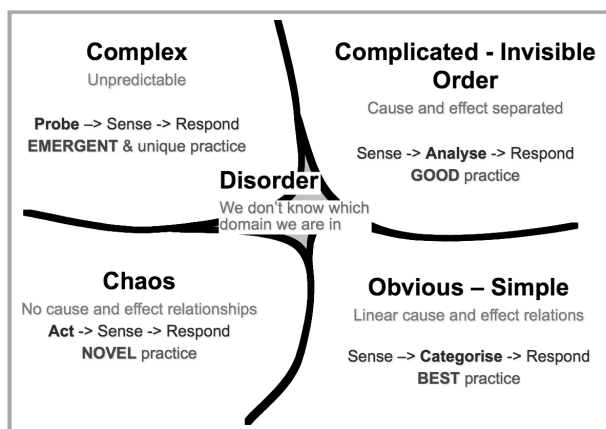 Complex
Unpredictable
Probe –> Sense -> Respond
EMERGENT & unique practice
Complicated - Invisible
Order
Cause and effect separated
Sense -> Analyse -> Respond
GOOD practice
Disorder
We don't know which
domain we are in
Chaos
No cause and effect relationships
Act -> Sense -> Respond
NOVEL practice
Obvious – Simple
Linear cause and effect relations
Sense –> Categorise -> Respond
BEST practice